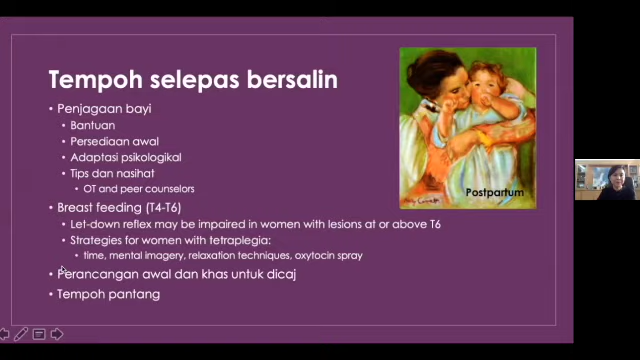 Tempoh selepas bersalin
• Penjagaan bayi
• Bantuan
• Persediaan awal
• Adaptasi psikologikal
• Tips dan nasihat
• OT and peer counselors
• Breast feeding (T4-T6)
• Let-down reflex may be impaired in women with lesions at or above T6
• Strategies for women with tetraplegia:
• time, mental imagery, relaxation techniques, oxytocin spray
• Perancangan awal dan khas untuk dicaj
• Tempoh pantang
Postpartum